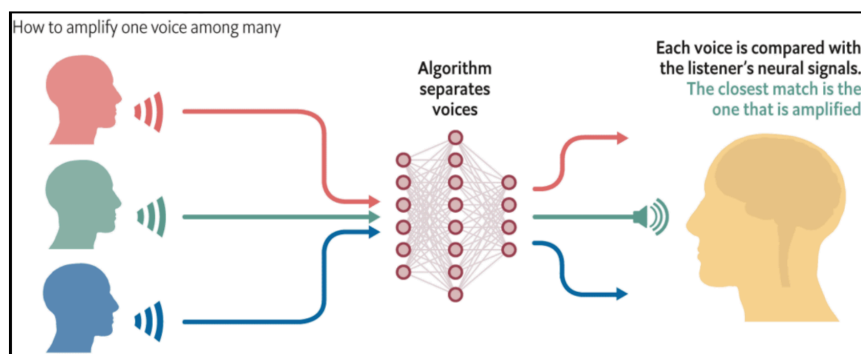 How to amplify one voice among many
Algorithm
separates
voices
Each voice is compared with
the listener's neural signals.
The closest match is the
one that is amplified